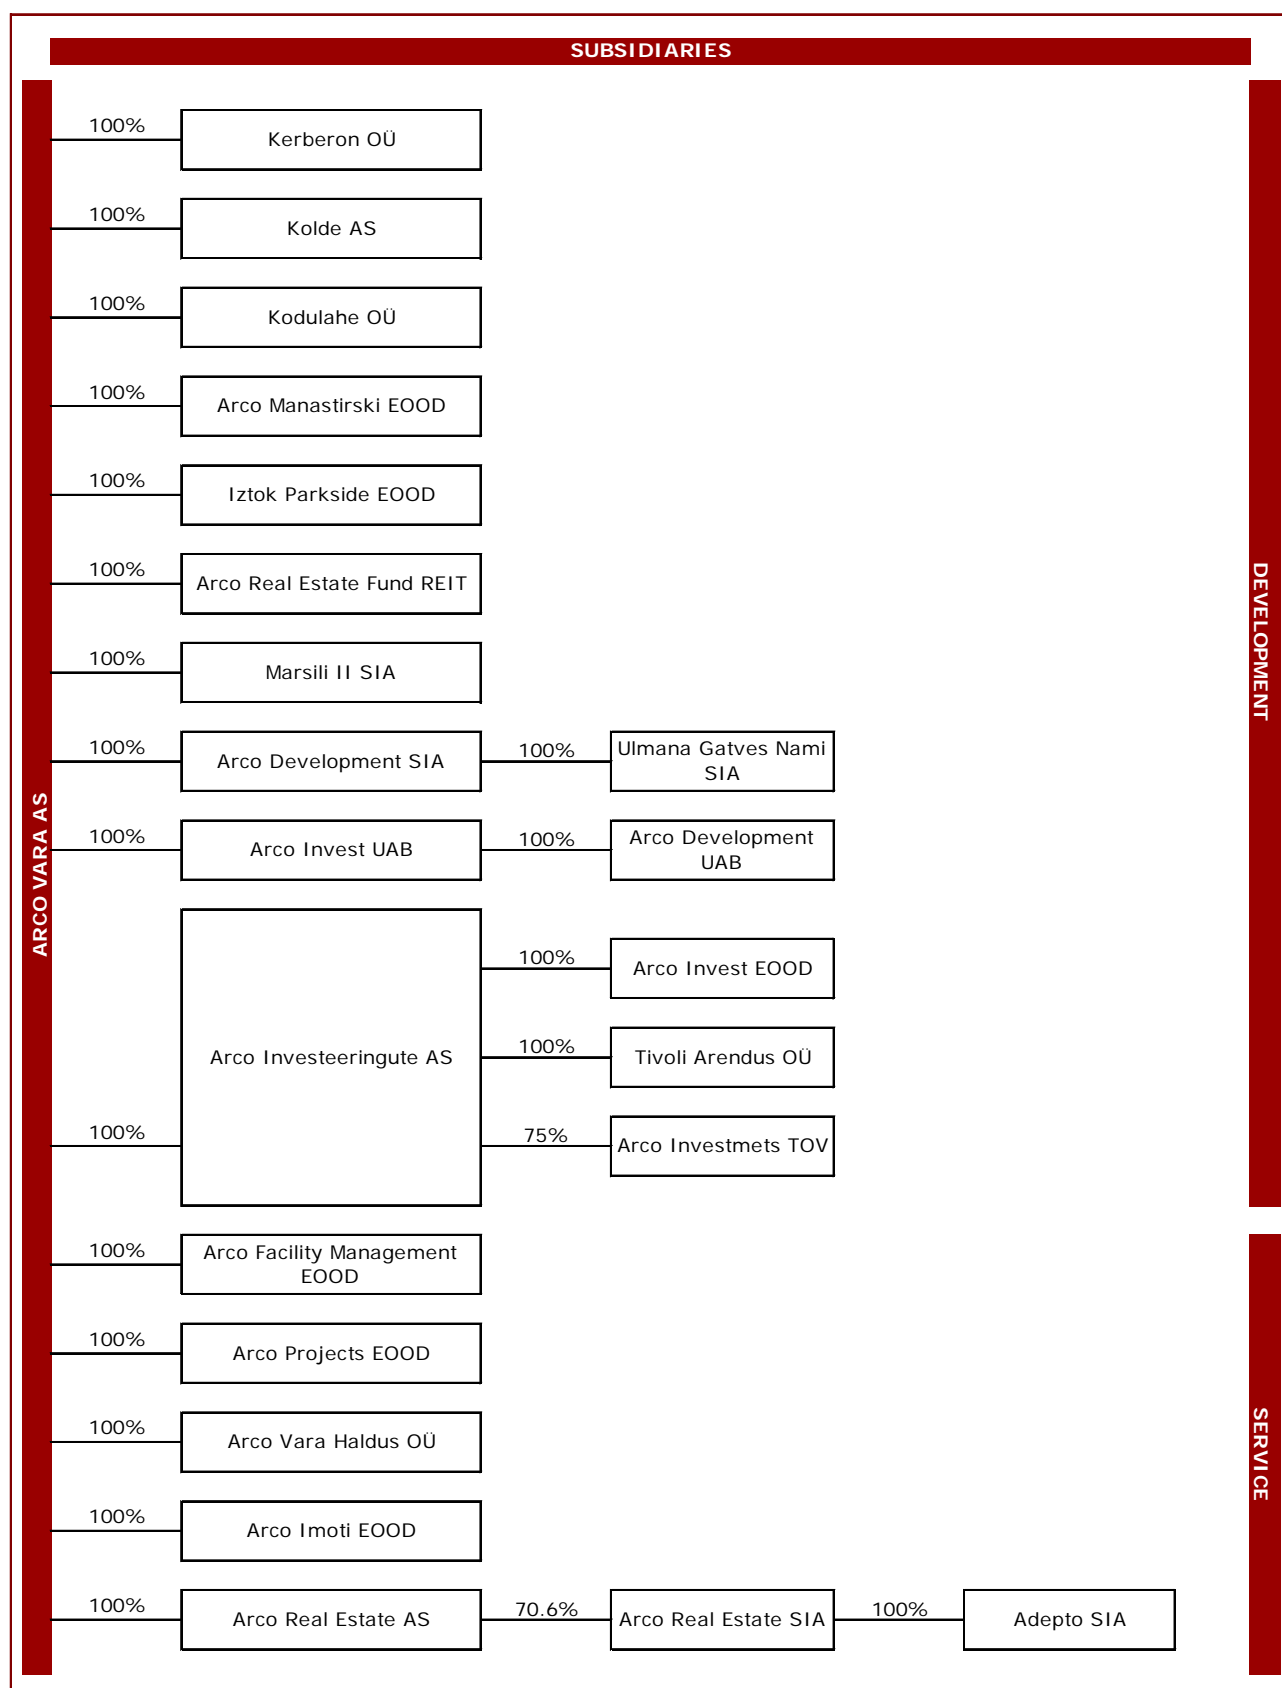 SUBSIDIARIES
ARCO VARA AS
DEVELOPMENT
100%
Kerberon OÜ
100%
Kolde AS
100%
Kodulahe OÜ
100%
Arco Manastirski EOOD
100%
Iztok Parkside EOOD
100%
Arco Real Estate Fund REIT
100%
Marsili II SIA
100%
Arco Development SIA
100%
Ulmana Gatves Nami
SIA
100%
Arco Invest UAB
100%
Arco Development
UAB
100%
Arco Investeeringute AS
100%
Arco Invest EOOD
100%
Tivoli Arendus OÜ
75%
Arco Investmets TOV
SERVICE
100%
Arco Facility Management
EOOD
100%
Arco Projects EOOD
100%
Arco Vara Haldus OÜ
100%
Arco Imoti EOOD
100%
Arco Real Estate AS
70.6%
Arco Real Estate SIA
100%
Adepto SIA